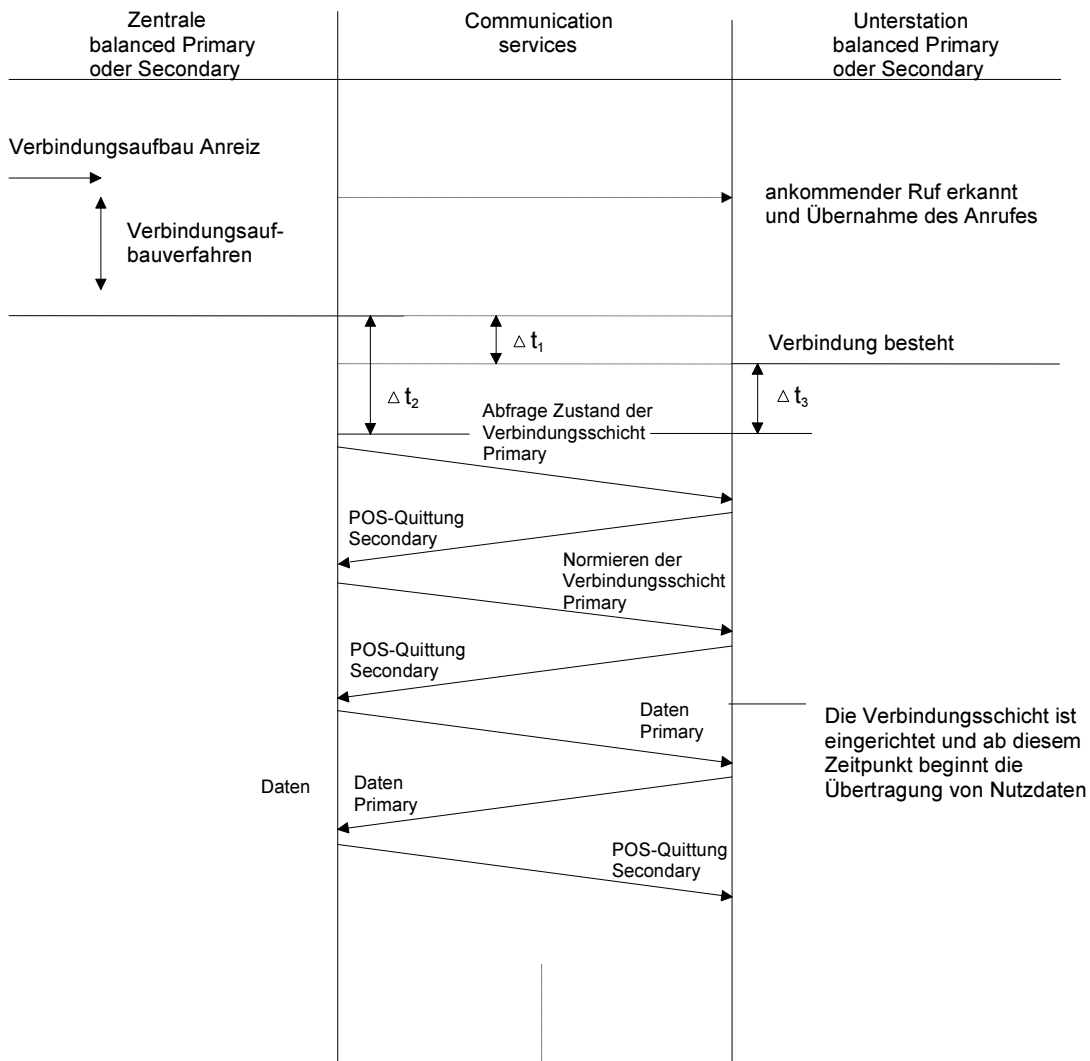 Zentrale
balanced Primary
oder Secondary
Communication
services
Unterstation
balanced Primary
oder Secondary
Verbindungsaufbau Anreiz
ankommender Ruf erkannt
und Übernahme des Anrufes
Verbindungsauf-
bauverfahren
△ t₁
Verbindung besteht
△ t₂
△ t₃
Abfrage Zustand der
Verbindungsschicht
Primary
POS-Quittung
Secondary
Normieren der
Verbindungsschicht
Primary
POS-Quittung
Secondary
Daten
Primary
Die Verbindungsschicht ist
eingerichtet und ab diesem
Zeitpunkt beginnt die
Übertragung von Nutzdaten
Daten
Daten
Primary
POS-Quittung
Secondary